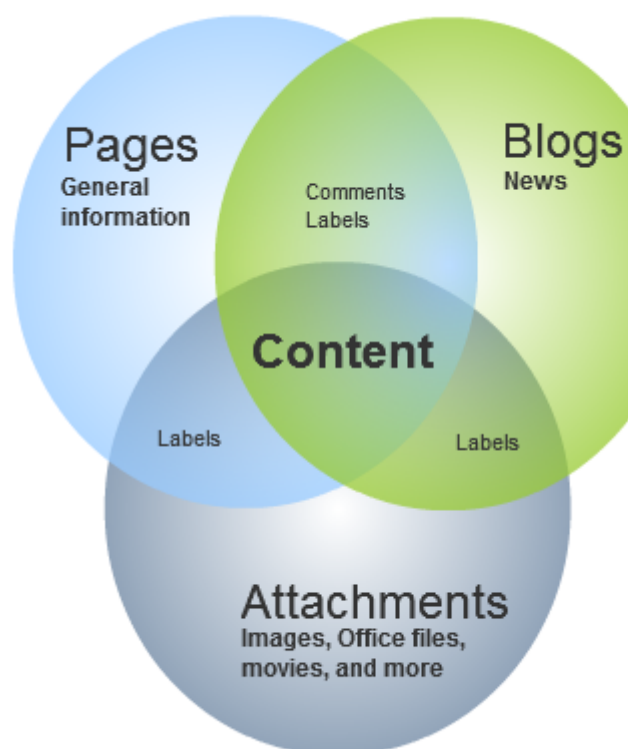 Pages
General
information
Blogs
News
Comments
Labels
Content
Labels
Labels
Attachments
Images, Office files,
movies, and more